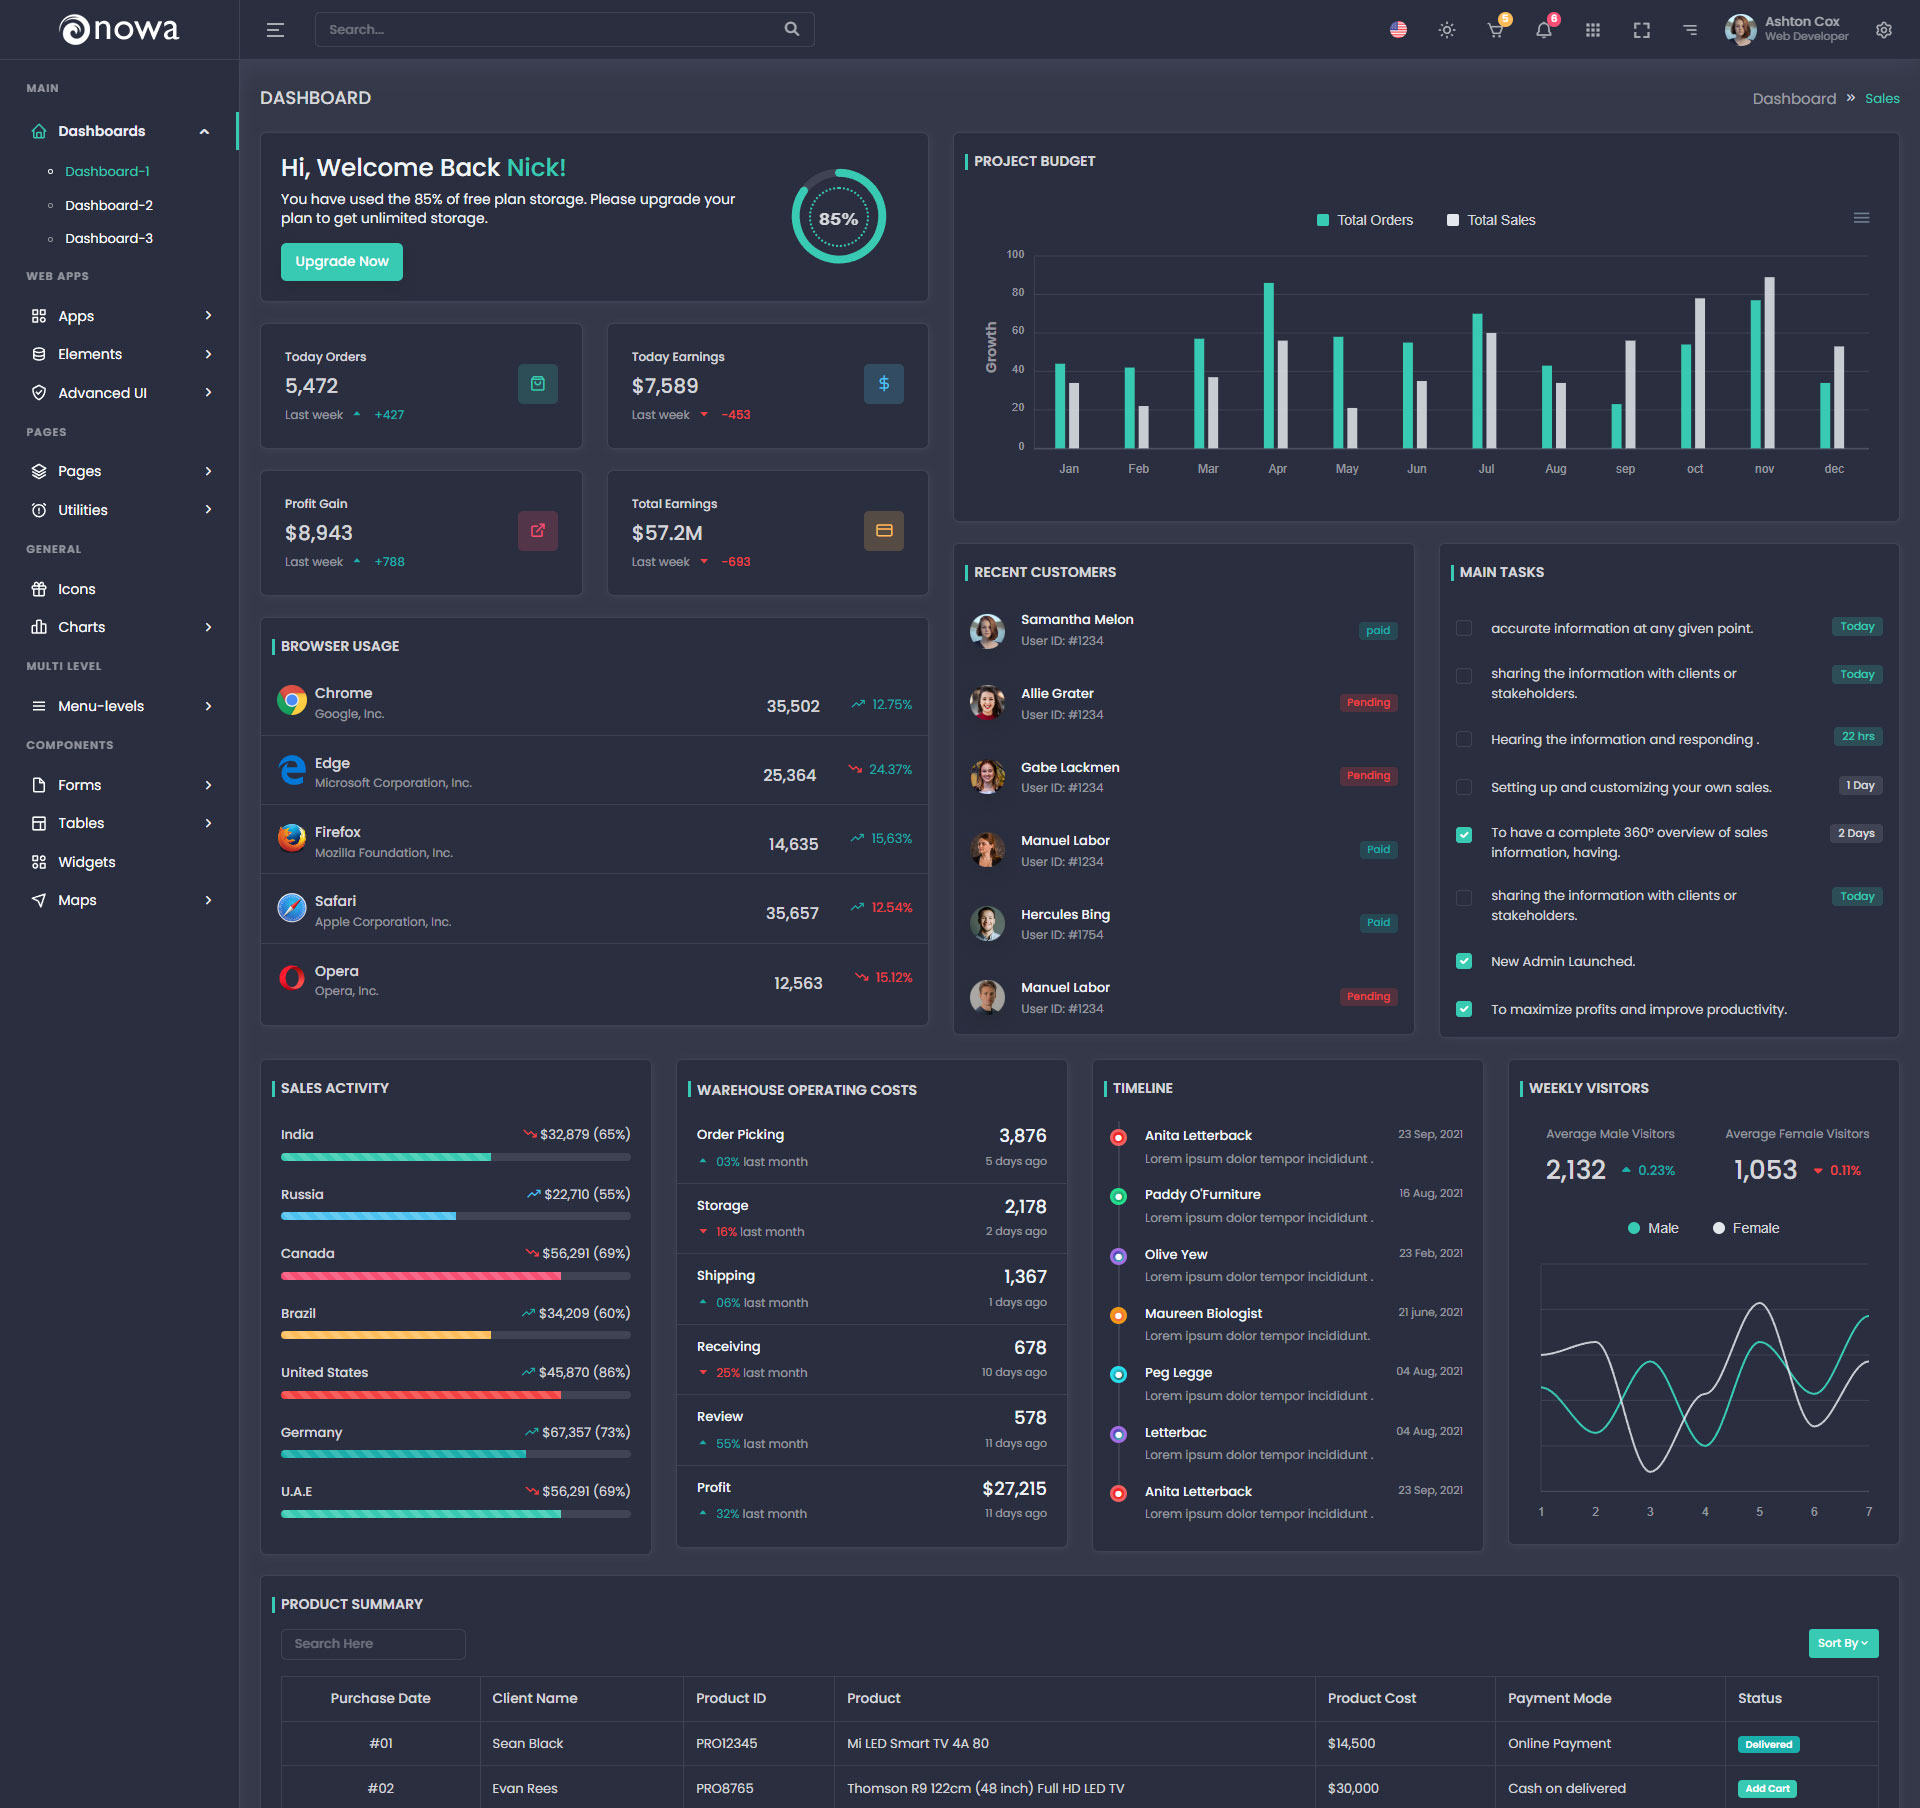 nowa
Search...
5
6
Ashton Cox
Web Developer
MAIN
Dashboards
Dashboard-1
Dashboard-2
Dashboard-3
WEB APPS
Apps
Elements
Advanced UI
PAGES
Pages
Utilities
GENERAL
Icons
Charts
MULTI LEVEL
Menu-levels
COMPONENTS
Forms
Tables
Widgets
Maps
DASHBOARD
Dashboard » Sales
Hi, Welcome Back Nick!
You have used the 85% of free plan storage. Please upgrade your
plan to get unlimited storage.
Upgrade Now
85%
Today Orders
5,472
Last week +427
Today Earnings
$7,589
Last week -453
Profit Gain
$8,943
Last week +788
Total Earnings
$57.2M
Last week -693
PROJECT BUDGET
Total Orders Total Sales
Growth
100
80
60
40
20
0
Jan Feb Mar Apr May Jun Jul Aug sep oct nov dec
BROWSER USAGE
Chrome
Google, Inc.
35,502 12.75%
Edge
Microsoft Corporation, Inc.
25,364 24.37%
Firefox
Mozilla Foundation, Inc.
14,635 15,63%
Safari
Apple Corporation, Inc.
35,657 12.54%
Opera
Opera, Inc.
12,563 15.12%
RECENT CUSTOMERS
Samantha Melon
User ID: #1234
paid
Allie Grater
User ID: #1234
Pending
Gabe Lackmen
User ID: #1234
Pending
Manuel Labor
User ID: #1234
Paid
Hercules Bing
User ID: #1754
Paid
Manuel Labor
User ID: #1234
Pending
MAIN TASKS
accurate information at any given point. Today
sharing the information with clients or
stakeholders.
Today
Hearing the information and responding . 22 hrs
Setting up and customizing your own sales. 1 Day
To have a complete 360° overview of sales
information, having.
2 Days
sharing the information with clients or
stakeholders.
Today
New Admin Launched.
To maximize profits and improve productivity.
SALES ACTIVITY
India $32,879 (65%)
Russia $22,710 (55%)
Canada $56,291 (69%)
Brazil $34,209 (60%)
United States $45,870 (86%)
Germany $67,357 (73%)
U.A.E $56,291 (69%)
WAREHOUSE OPERATING COSTS
Order Picking 3,876
03% last month 5 days ago
Storage 2,178
16% last month 2 days ago
Shipping 1,367
06% last month 1 days ago
Receiving 678
25% last month 10 days ago
Review 578
55% last month 11 days ago
Profit $27,215
32% last month 11 days ago
TIMELINE
Anita Letterback 23 Sep, 2021
Lorem ipsum dolor tempor incididunt .
Paddy O'Furniture 16 Aug, 2021
Lorem ipsum dolor tempor incididunt .
Olive Yew 23 Feb, 2021
Lorem ipsum dolor tempor incididunt .
Maureen Biologist 21 june, 2021
Lorem ipsum dolor tempor incididunt.
Peg Legge 04 Aug, 2021
Lorem ipsum dolor tempor incididunt .
Letterbac 04 Aug, 2021
Lorem ipsum dolor tempor incididunt .
Anita Letterback 23 Sep, 2021
Lorem ipsum dolor tempor incididunt .
WEEKLY VISITORS
Average Male Visitors
2,132 0.23%
Average Female Visitors
1,053 0.11%
Male Female
1 2 3 4 5 6 7
PRODUCT SUMMARY
Search Here
Sort By
Purchase Date Client Name Product ID Product Product Cost Payment Mode Status
#01 Sean Black PRO12345 Mi LED Smart TV 4A 80 $14,500 Online Payment Delivered
#02 Evan Rees PRO8765 Thomson R9 122cm (48 inch) Full HD LED TV $30,000 Cash on delivered Add Cart